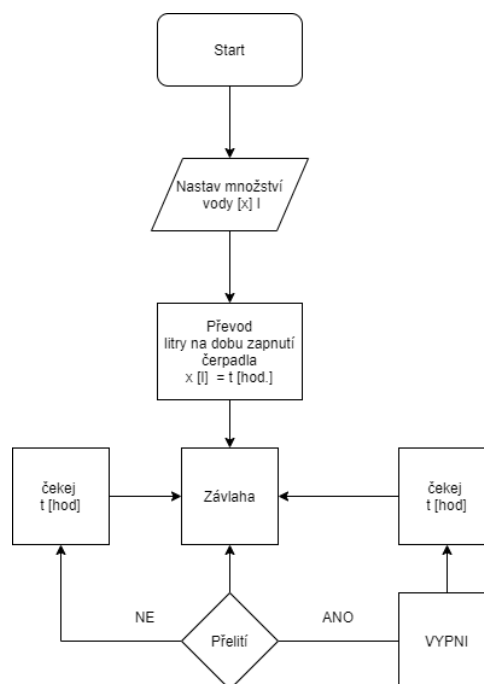 Start
Nastav množství
vody [x] l
Převod
litry na dobu zapnutí
čerpadla
x [l] = t [hod.]
čekej
t [hod]
Závlaha
čekej
t [hod]
NE
Přelití
ANO
VYPNI